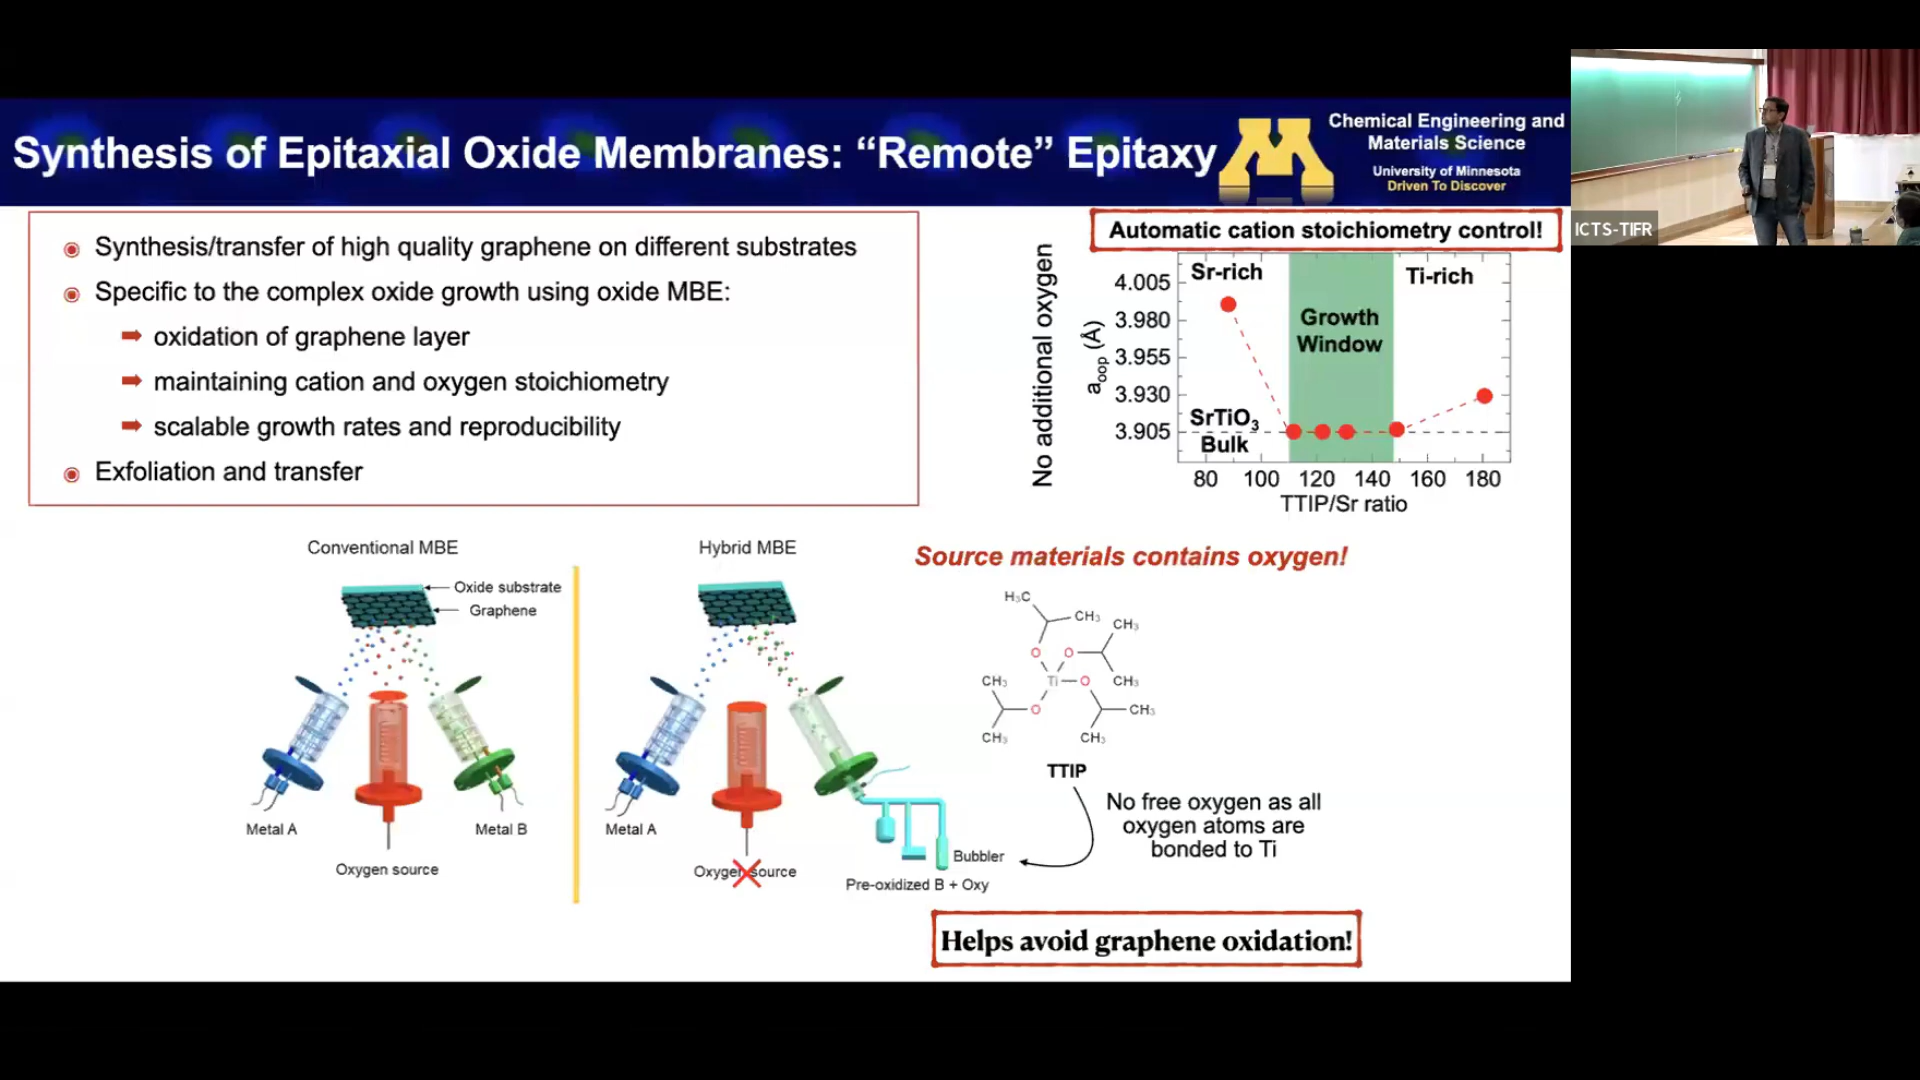 Synthesis of Epitaxial Oxide Membranes: “Remote” Epitaxy
Chemical Engineering and
Materials Science
University of Minnesota
Driven To Discover
ICTS-TIFR
Synthesis/transfer of high quality graphene on different substrates
Specific to the complex oxide growth using oxide MBE:
oxidation of graphene layer
maintaining cation and oxygen stoichiometry
scalable growth rates and reproducibility
Exfoliation and transfer
Automatic cation stoichiometry control!
No additional oxygen
a_oop (Å)
4.005
3.980
3.955
3.930
3.905
Sr-rich
Ti-rich
Growth
Window
SrTiO₃
Bulk
80 100 120 140 160 180
TTIP/Sr ratio
Conventional MBE
Oxide substrate
Graphene
Metal A
Metal B
Oxygen source
Hybrid MBE
Metal A
Oxygen source
Bubbler
Pre-oxidized B + Oxy
Source materials contains oxygen!
H₃C
CH₃
CH₃
O
O
CH₃
Ti
O
CH₃
O
CH₃
CH₃
CH₃
TTIP
No free oxygen as all
oxygen atoms are
bonded to Ti
Helps avoid graphene oxidation!